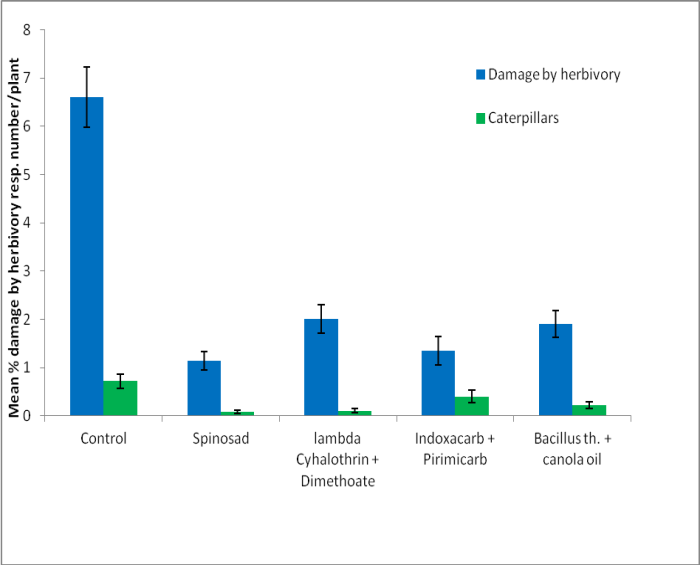 Mean % damage by herbivory resp. number/plant
8
7
6
5
4
3
2
1
0
Damage by herbivory
Caterpillars
Control
Spinosad
lambda
Cyhalothrin +
Dimethoate
Indoxacarb +
Pirimicarb
Bacillus th. +
canola oil